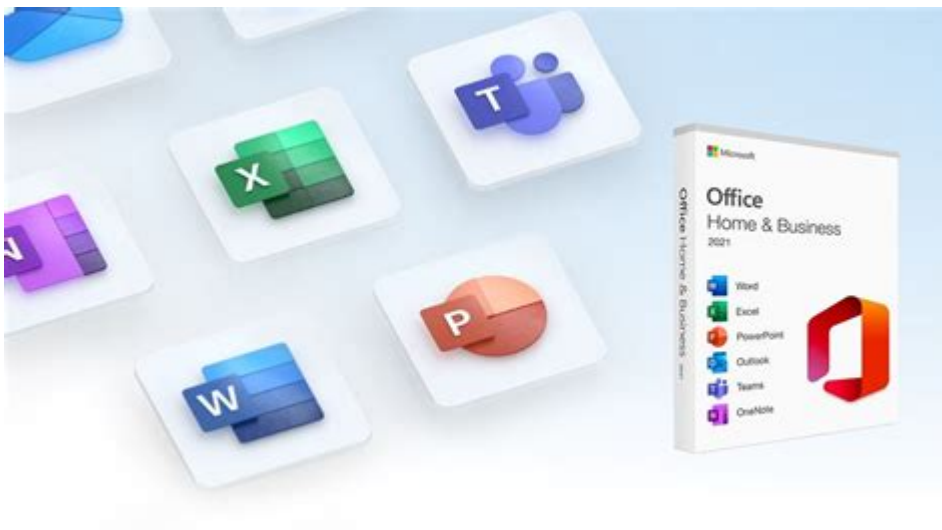 T
X
N
P
W
Microsoft
Office
Home & Business
2021
Word
Excel
PowerPoint
Outlook
Teams
OneNote
Office Home & Business